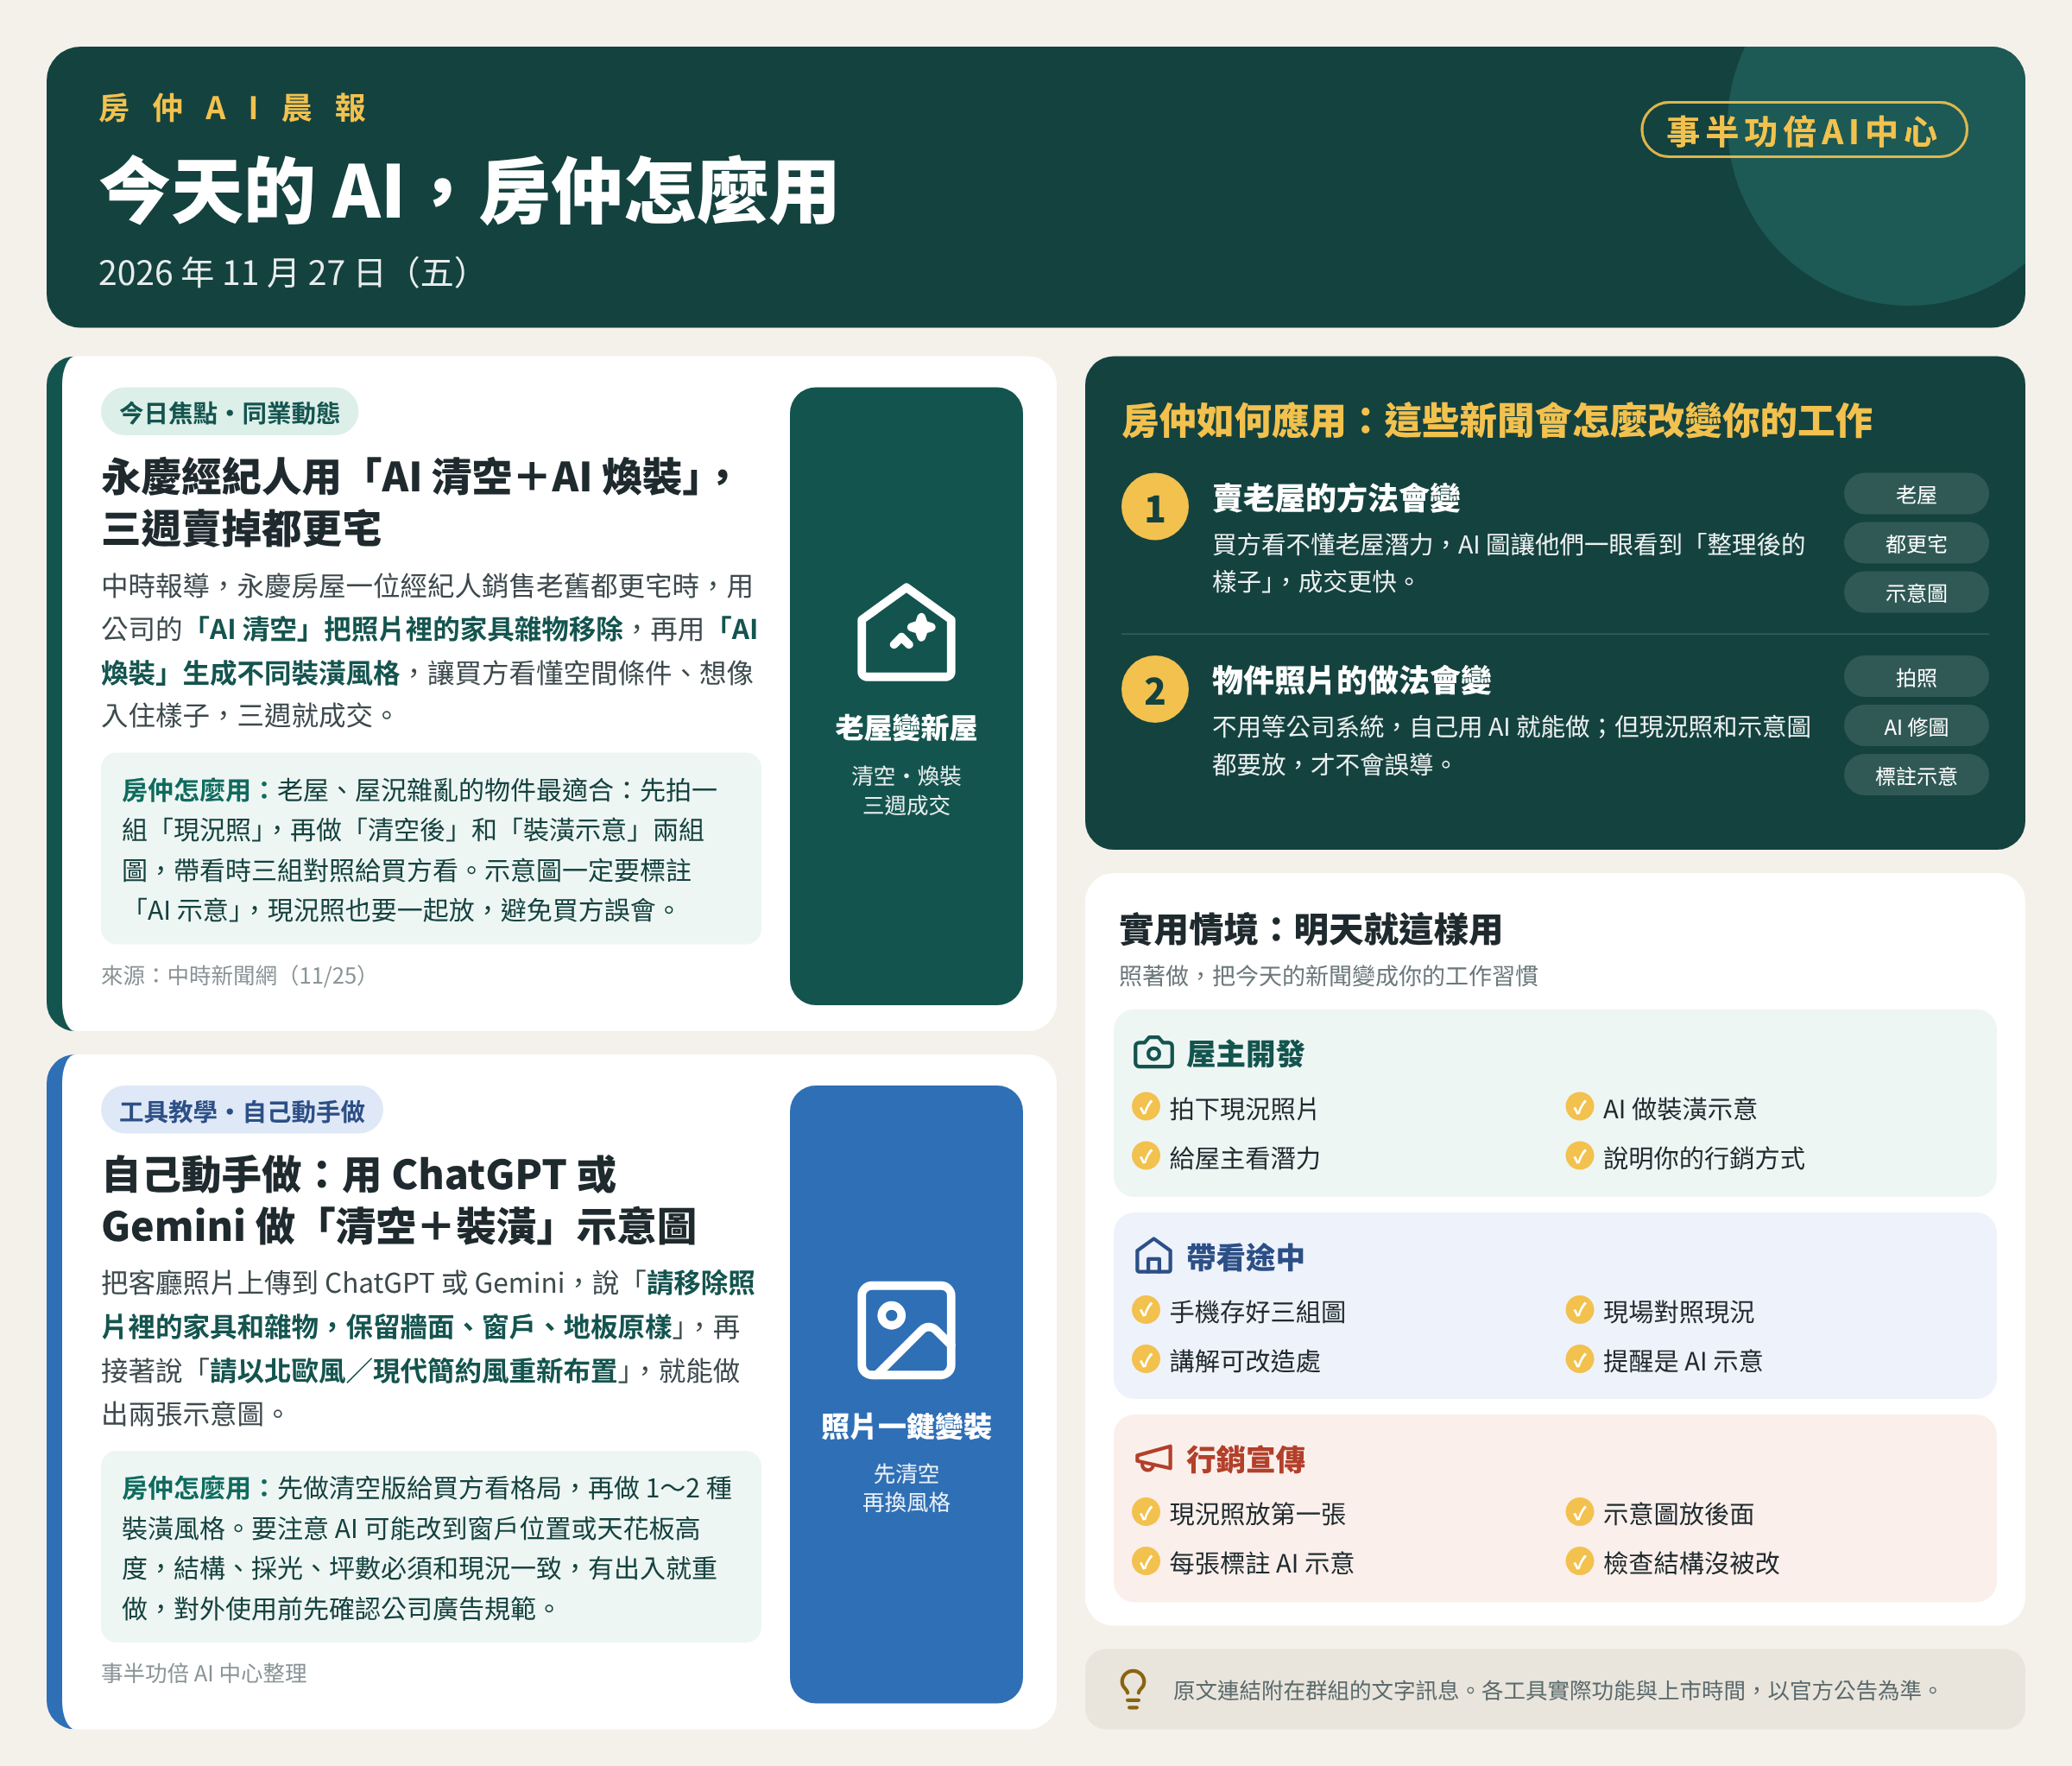 房仲AI晨報
事半功倍AI中心
今天的 AI，房仲怎麼用
2026 年 11 月 27 日（五）
今日焦點・同業動態
永慶經紀人用「AI 清空＋AI 煥裝」，
三週賣掉都更宅
中時報導，永慶房屋一位經紀人銷售老舊都更宅時，用
公司的「AI 清空」把照片裡的家具雜物移除，再用「AI
煥裝」生成不同裝潢風格，讓買方看懂空間條件、想像
入住樣子，三週就成交。
房仲怎麼用：老屋、屋況雜亂的物件最適合：先拍一
組「現況照」，再做「清空後」和「裝潢示意」兩組
圖，帶看時三組對照給買方看。示意圖一定要標註
「AI 示意」，現況照也要一起放，避免買方誤會。
來源：中時新聞網（11/25）
老屋變新屋
清空・煥裝
三週成交
工具教學・自己動手做
自己動手做：用 ChatGPT 或
Gemini 做「清空＋裝潢」示意圖
把客廳照片上傳到 ChatGPT 或 Gemini，說「請移除照
片裡的家具和雜物，保留牆面、窗戶、地板原樣」，再
接著說「請以北歐風／現代簡約風重新布置」，就能做
出兩張示意圖。
房仲怎麼用：先做清空版給買方看格局，再做 1～2 種
裝潢風格。要注意 AI 可能改到窗戶位置或天花板高
度，結構、採光、坪數必須和現況一致，有出入就重
做，對外使用前先確認公司廣告規範。
事半功倍 AI 中心整理
照片一鍵變裝
先清空
再換風格
房仲如何應用：這些新聞會怎麼改變你的工作
1
賣老屋的方法會變
買方看不懂老屋潛力，AI 圖讓他們一眼看到「整理後的
樣子」，成交更快。
老屋
都更宅
示意圖
2
物件照片的做法會變
不用等公司系統，自己用 AI 就能做；但現況照和示意圖
都要放，才不會誤導。
拍照
AI 修圖
標註示意
實用情境：明天就這樣用
照著做，把今天的新聞變成你的工作習慣
屋主開發
拍下現況照片
AI 做裝潢示意
給屋主看潛力
說明你的行銷方式
帶看途中
手機存好三組圖
現場對照現況
講解可改造處
提醒是 AI 示意
行銷宣傳
現況照放第一張
示意圖放後面
每張標註 AI 示意
檢查結構沒被改
原文連結附在群組的文字訊息。各工具實際功能與上市時間，以官方公告為準。